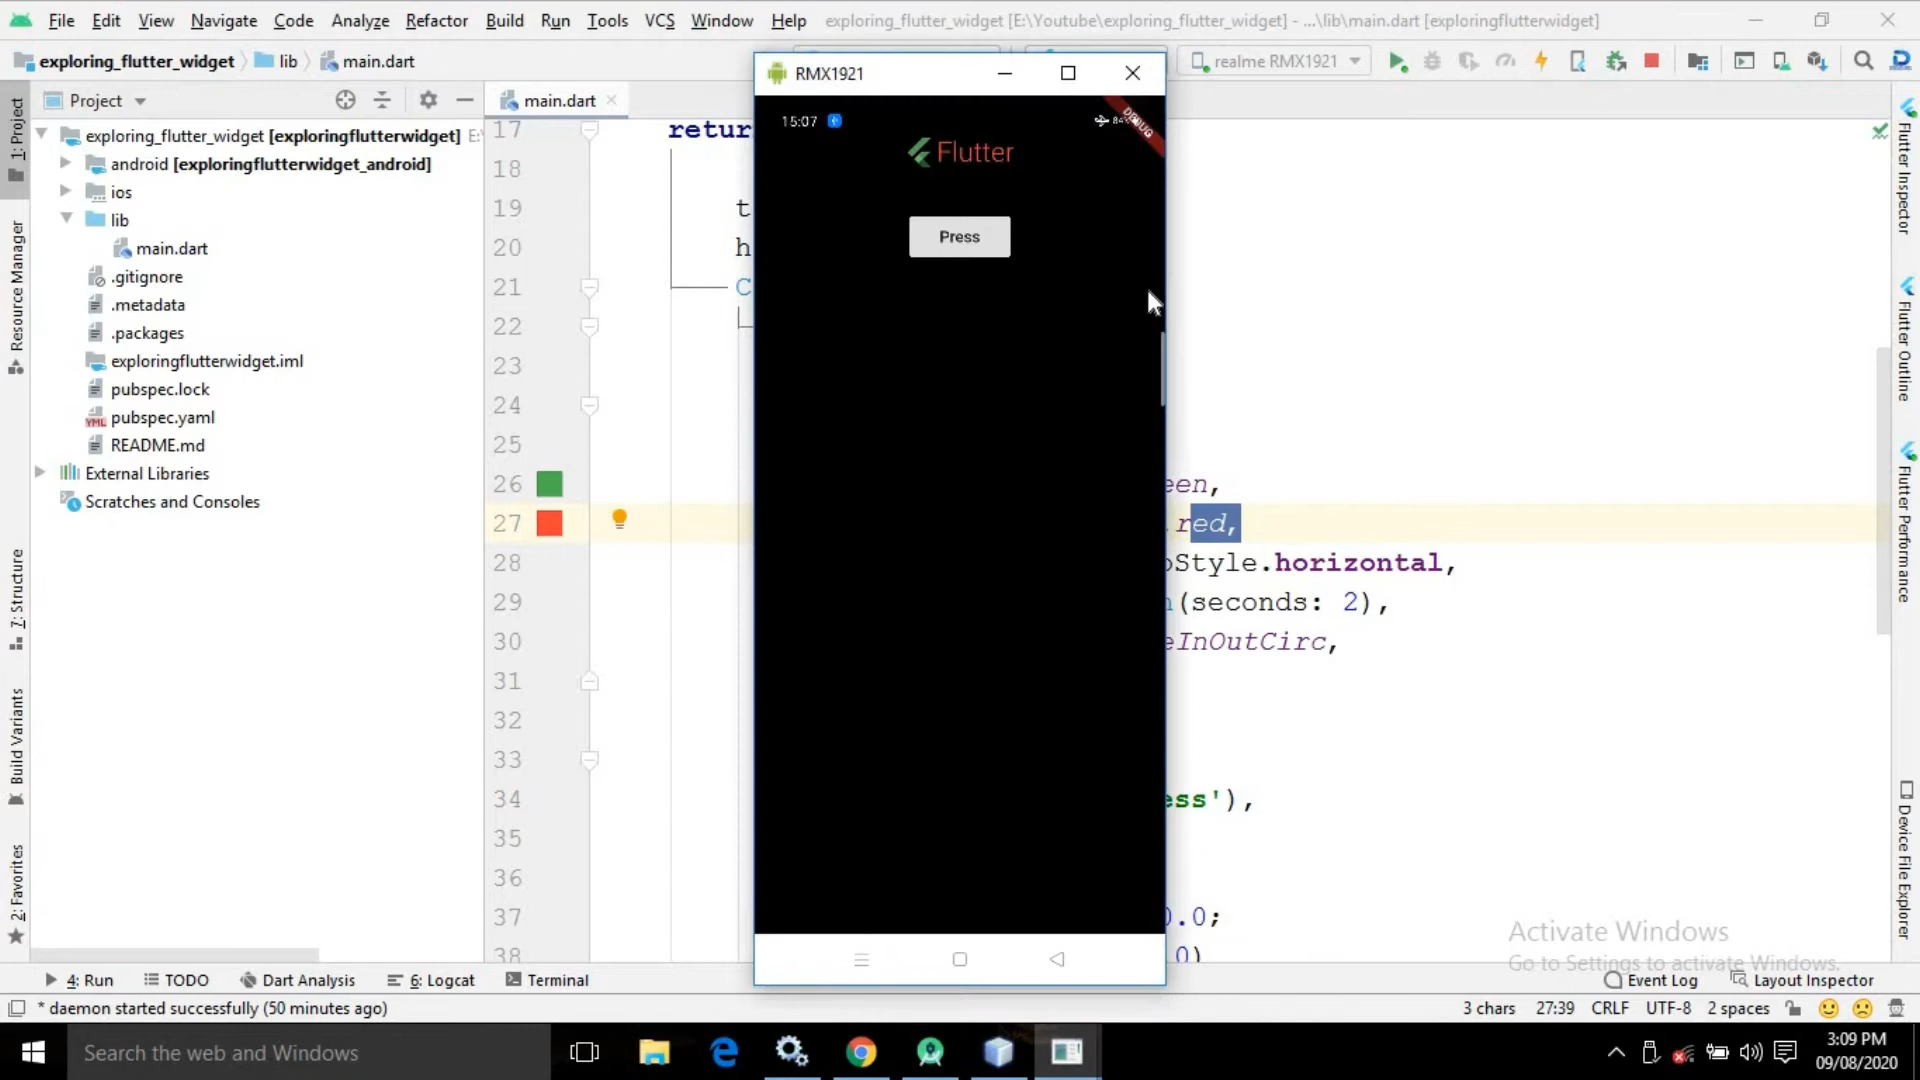 File Edit View Navigate Code Analyze Refactor Build Run Tools VCS Window Help exploring_flutter_widget [E:\Youtube\exploring_flutter_widget] - ...\lib\main.dart [exploringflutterwidget]
exploring_flutter_widget lib main.dart
realme RMX1921
RMX1921
Project
main.dart
1: Project
Resource Manager
7: Structure
Build Variants
2: Favorites
exploring_flutter_widget [exploringflutterwidget] E:\
android [exploringflutterwidget_android]
ios
lib
main.dart
.gitignore
.metadata
.packages
exploringflutterwidget.iml
pubspec.lock
pubspec.yaml
README.md
External Libraries
Scratches and Consoles
17 retur
18
19 t
20 h
21 C
22
23
24
25
26 een,
27 red,
28 Style.horizontal,
29 (seconds: 2),
30 eInOutCirc,
31
32
33
34 ess'),
35
36
37 0.0;
38 0)
15:07
DEBUG
Flutter
Press
Flutter Inspector
Flutter Outline
Flutter Performance
Device File Explorer
Activate Windows
Go to Settings to activate Windows.
4: Run TODO Dart Analysis 6: Logcat Terminal Event Log Layout Inspector
* daemon started successfully (50 minutes ago) 3 chars 27:39 CRLF UTF-8 2 spaces
Search the web and Windows
3:09 PM
09/08/2020